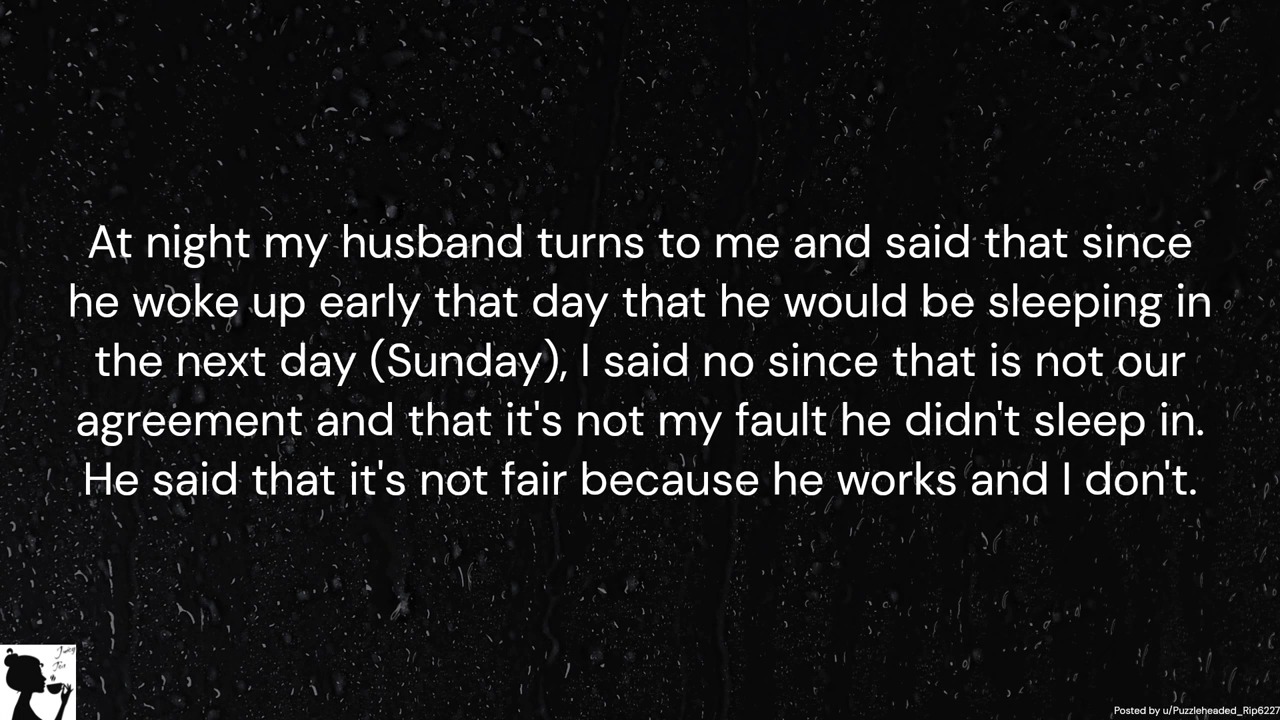 At night my husband turns to me and said that since
he woke up early that day that he would be sleeping in
the next day (Sunday), I said no since that is not our
agreement and that it's not my fault he didn't sleep in.
He said that it's not fair because he works and I don't.
Juicy
Tea
Posted by u/Puzzleheaded_Rip6227